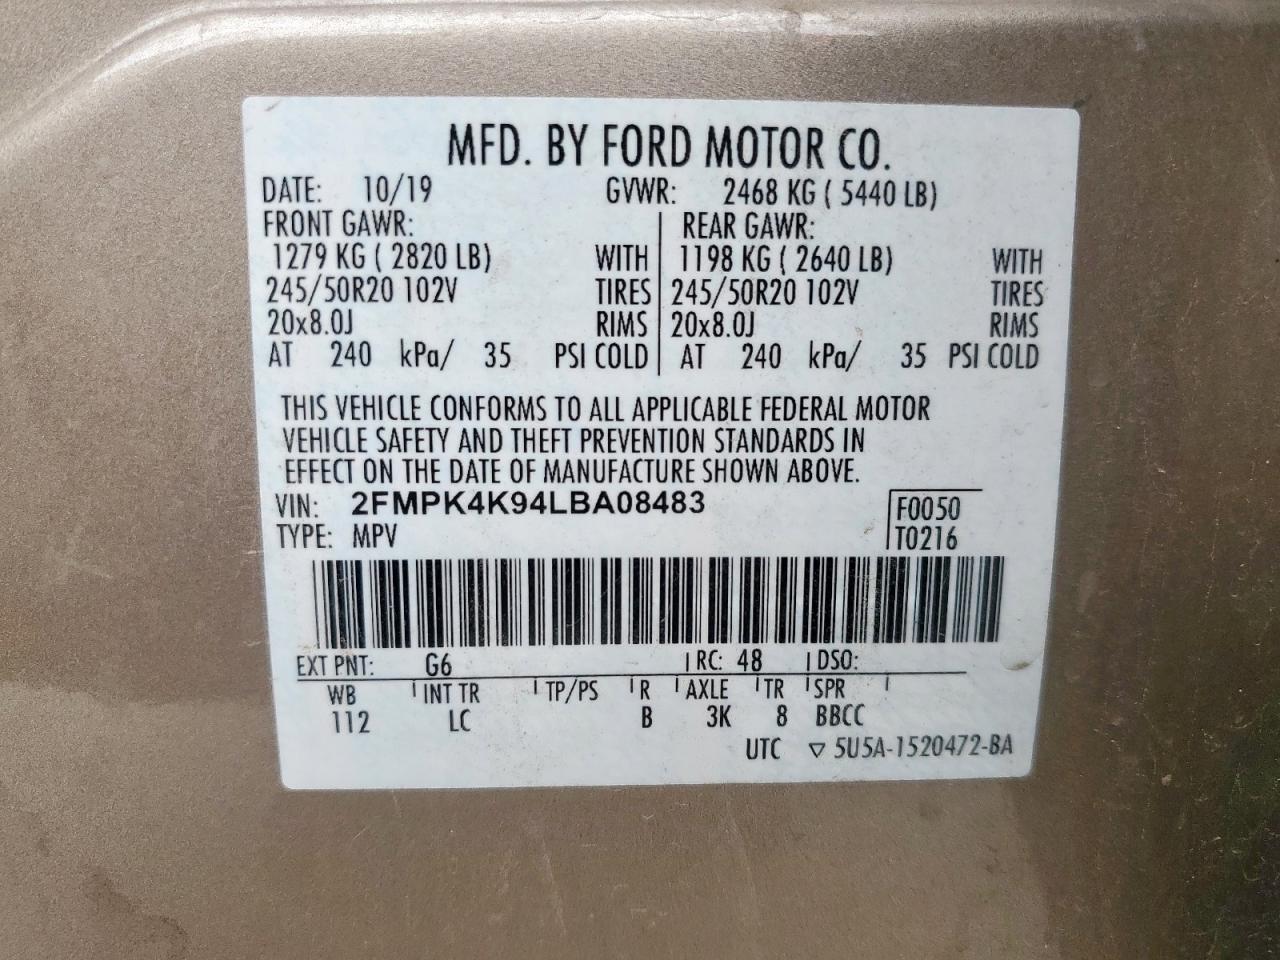 MFD. BY FORD MOTOR CO.
DATE: 10/19 GVWR: 2468 KG ( 5440 LB)
FRONT GAWR: REAR GAWR:
1279 KG ( 2820 LB) WITH 1198 KG ( 2640 LB) WITH
245/50R20 102V TIRES 245/50R20 102V TIRES
20x8.0J RIMS 20x8.0J RIMS
AT 240 kPa/ 35 PSI COLD AT 240 kPa/ 35 PSI COLD
THIS VEHICLE CONFORMS TO ALL APPLICABLE FEDERAL MOTOR
VEHICLE SAFETY AND THEFT PREVENTION STANDARDS IN
EFFECT ON THE DATE OF MANUFACTURE SHOWN ABOVE.
VIN: 2FMPK4K94LBA08483 F0050
TYPE: MPV T0216
EXT PNT: G6 RC: 48 DSO:
WB INT TR TP/PS R AXLE TR SPR
112 LC B 3K 8 BBCC
UTC ▽ 5U5A-1520472-BA